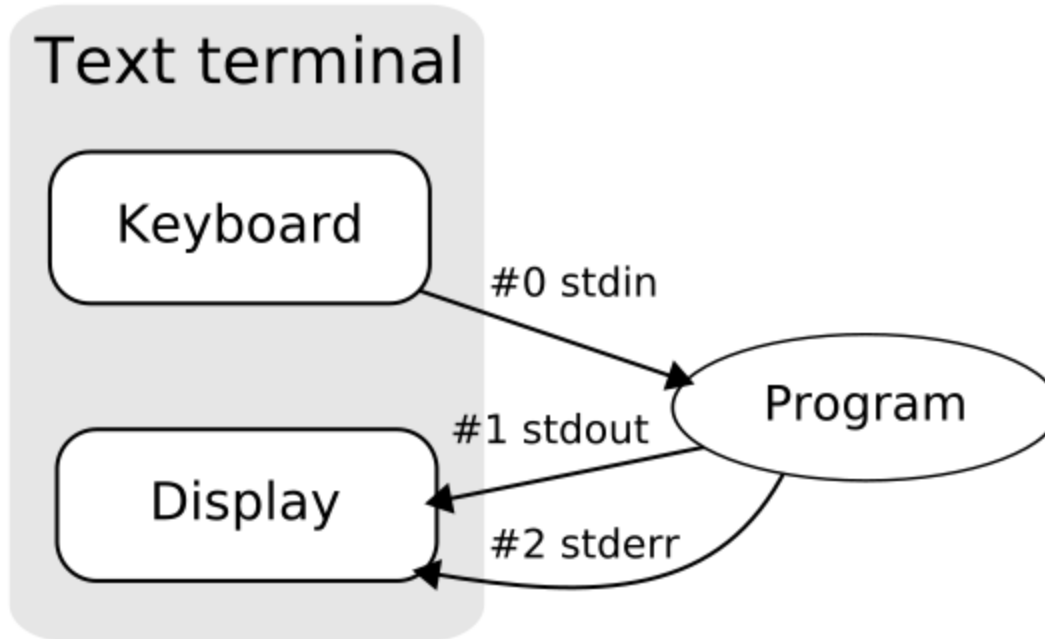 Text terminal
Keyboard
#0 stdin
Program
#1 stdout
Display
#2 stderr